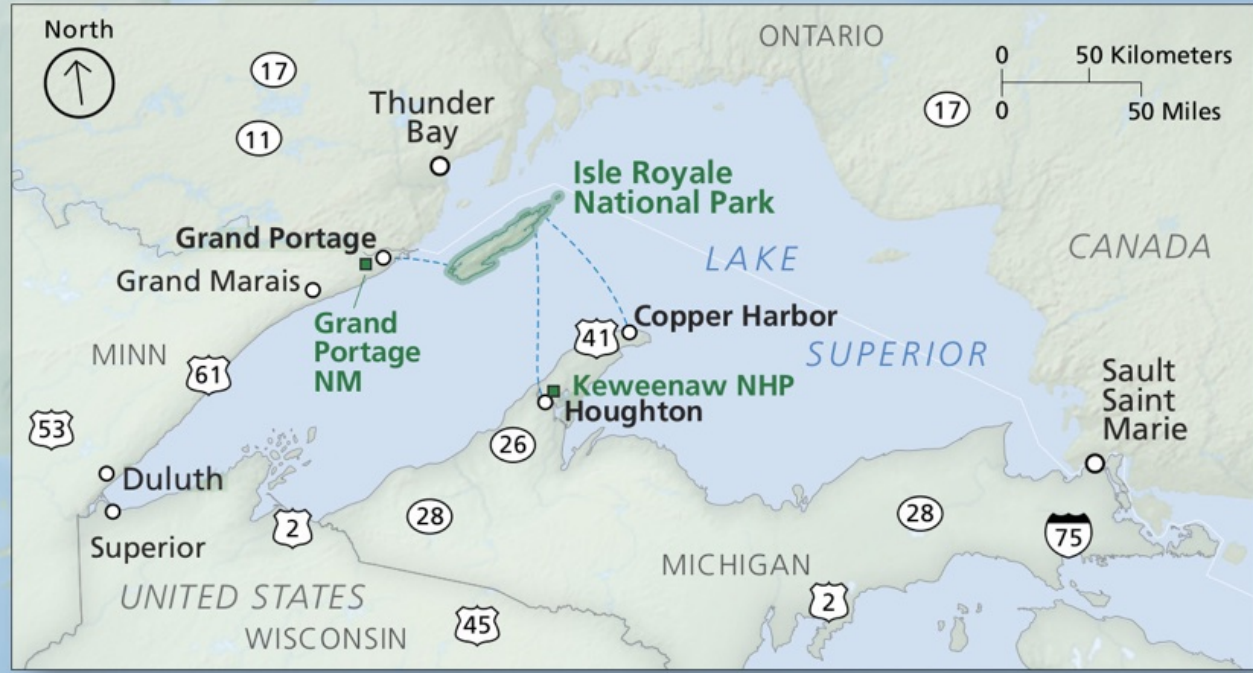 North
ONTARIO
0 50 Kilometers
0 50 Miles
17
17
11
Thunder
Bay
Isle Royale
National Park
Grand Portage
Grand Marais
LAKE
CANADA
Grand
Portage
NM
41
Copper Harbor
SUPERIOR
MINN
61
Keweenaw NHP
Houghton
Sault
Saint
Marie
53
26
Duluth
Superior
2
28
28
75
MICHIGAN
UNITED STATES
WISCONSIN
45
2